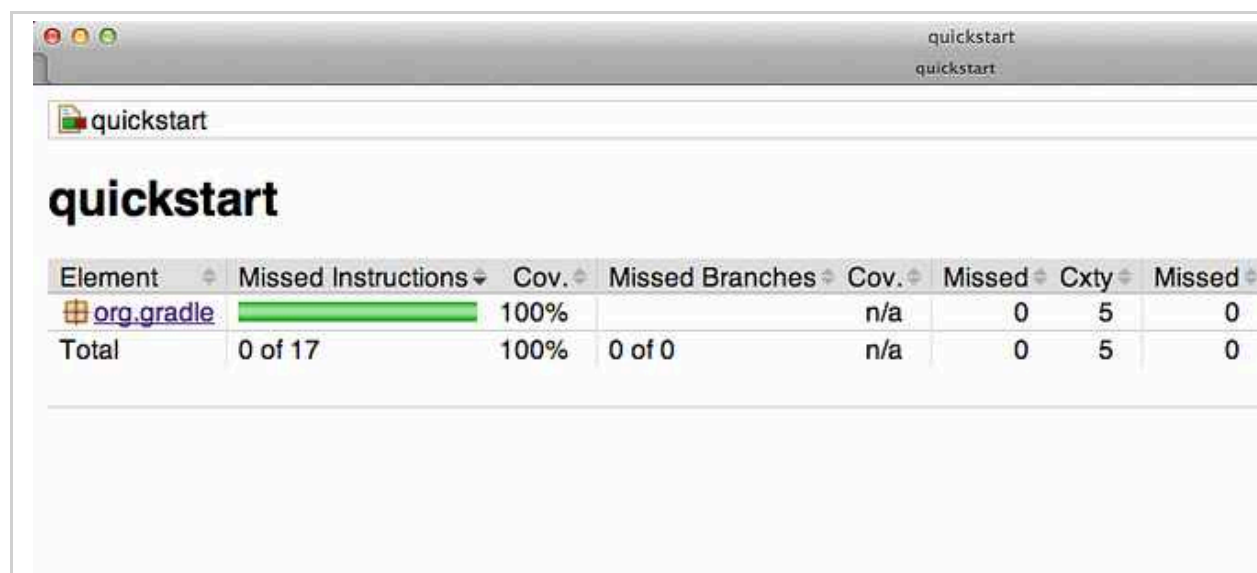 quickstart
quickstart
quickstart
quickstart
Element Missed Instructions Cov. Missed Branches Cov. Missed Cxty Missed
org.gradle 100% n/a 0 5 0
Total 0 of 17 100% 0 of 0 n/a 0 5 0